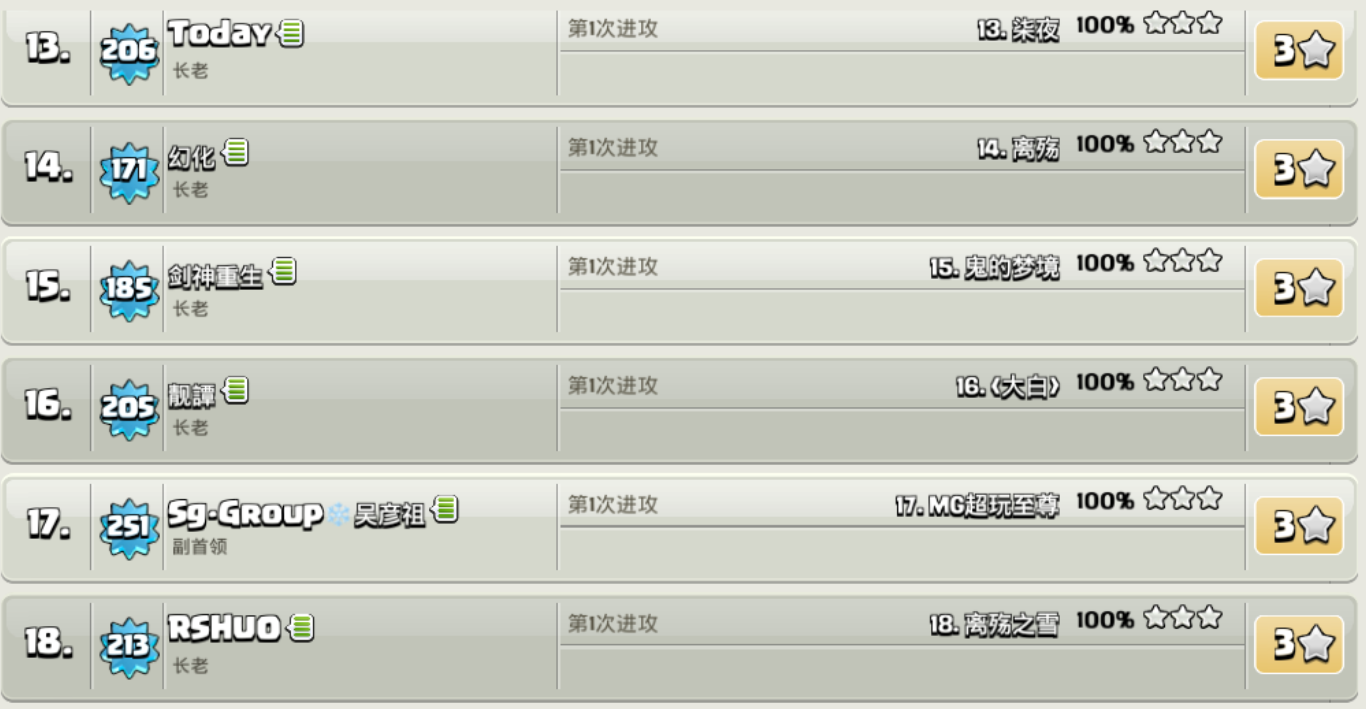 13. 206 Today 第1次进攻 13. 柒夜 100% 3
长老
14. 171 幻化 第1次进攻 14. 离殇 100% 3
长老
15. 185 剑神重生 第1次进攻 15. 鬼的梦境 100% 3
长老
16. 205 靓譚 第1次进攻 16.《大白》 100% 3
长老
17. 251 Sg-Group❄吴彦祖 第1次进攻 17. MG超玩至尊 100% 3
副首领
18. 213 RSHUO 第1次进攻 18. 离殇之雪 100% 3
长老